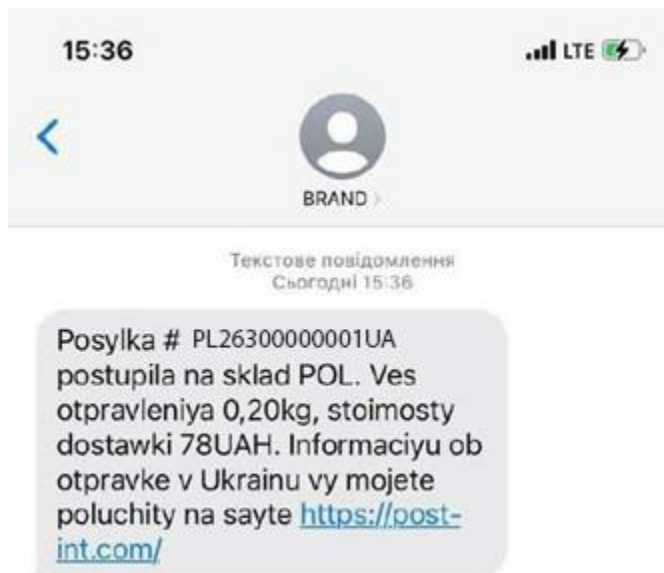 15:36
LTE
BRAND
Текстове повідомлення
Сьогодні 15:36
Posylka # PL26300000001UA
postupila na sklad POL. Ves
otpravleniya 0,20kg, stoimosty
dostawki 78UAH. Informaciyu ob
otpravke v Ukrainu vy mojete
poluchity na sayte https://post-
int.com/